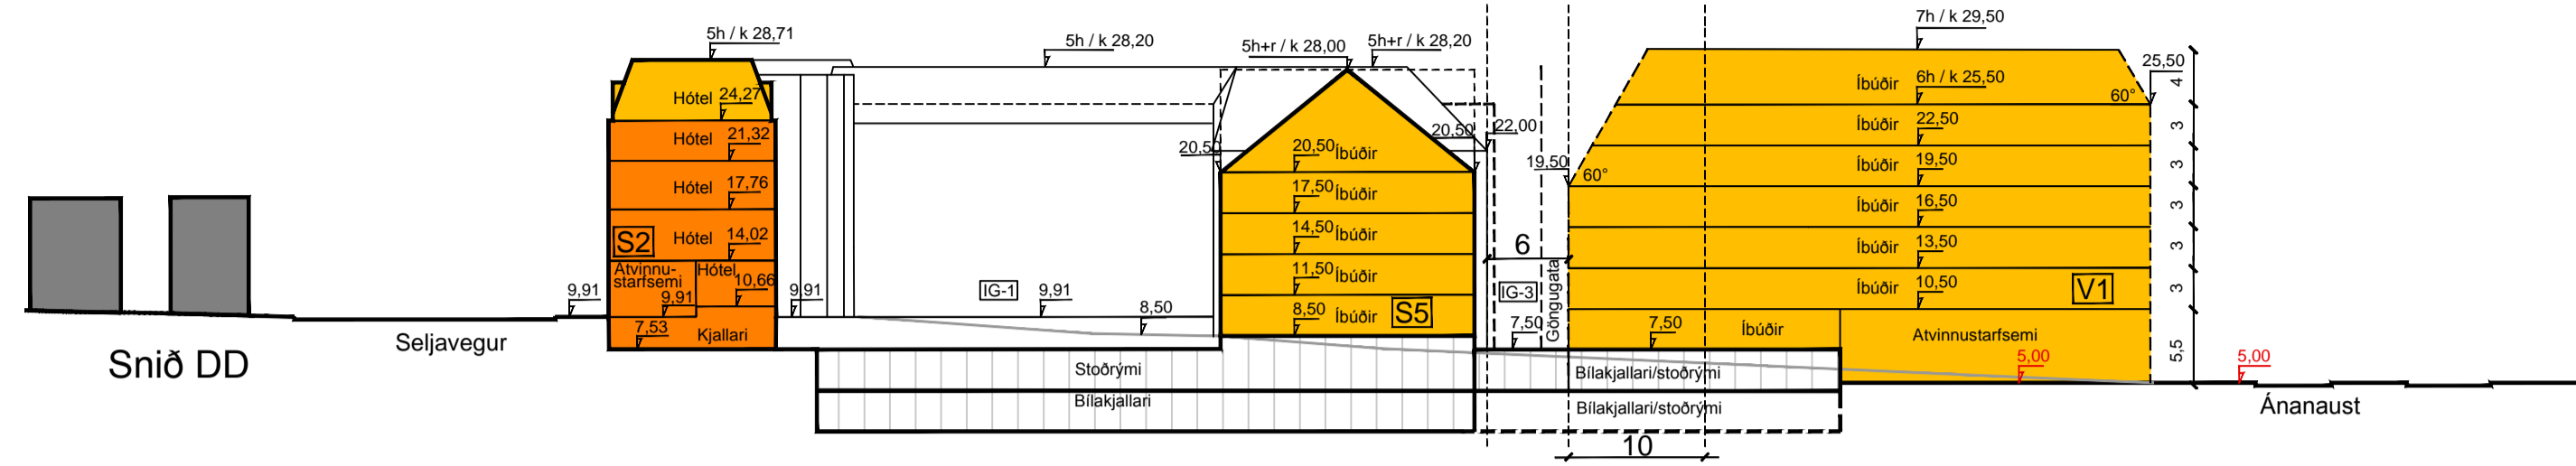 5h / k 28,71
5h / k 28,20
5h+r / k 28,00
5h+r / k 28,20
7h / k 29,50
Hótel 24,27
Hótel 21,32
Hótel 17,76
S2 Hótel 14,02
Atvinnu-
starfsemi
9,91
Hótel
10,66
7,53 Kjallari
9,91
9,91
IG-1
9,91
8,50
20,50
20,50
22,00
20,50 Íbúðir
17,50 Íbúðir
14,50 Íbúðir
11,50 Íbúðir
8,50 Íbúðir S5
6
IG-3
7,50
Göngugata
19,50
60°
Íbúðir 6h / k 25,50
60°
25,50
Íbúðir 22,50
Íbúðir 19,50
Íbúðir 16,50
Íbúðir 13,50
Íbúðir 10,50 V1
7,50 Íbúðir
Atvinnustarfsemi
5,00
5,00
4
3
3
3
3
3
5,5
Snið DD
Seljavegur
Stoðrými
Bílakjallari
Bílakjallari/stoðrými
Bílakjallari/stoðrými
10
Ánanaust